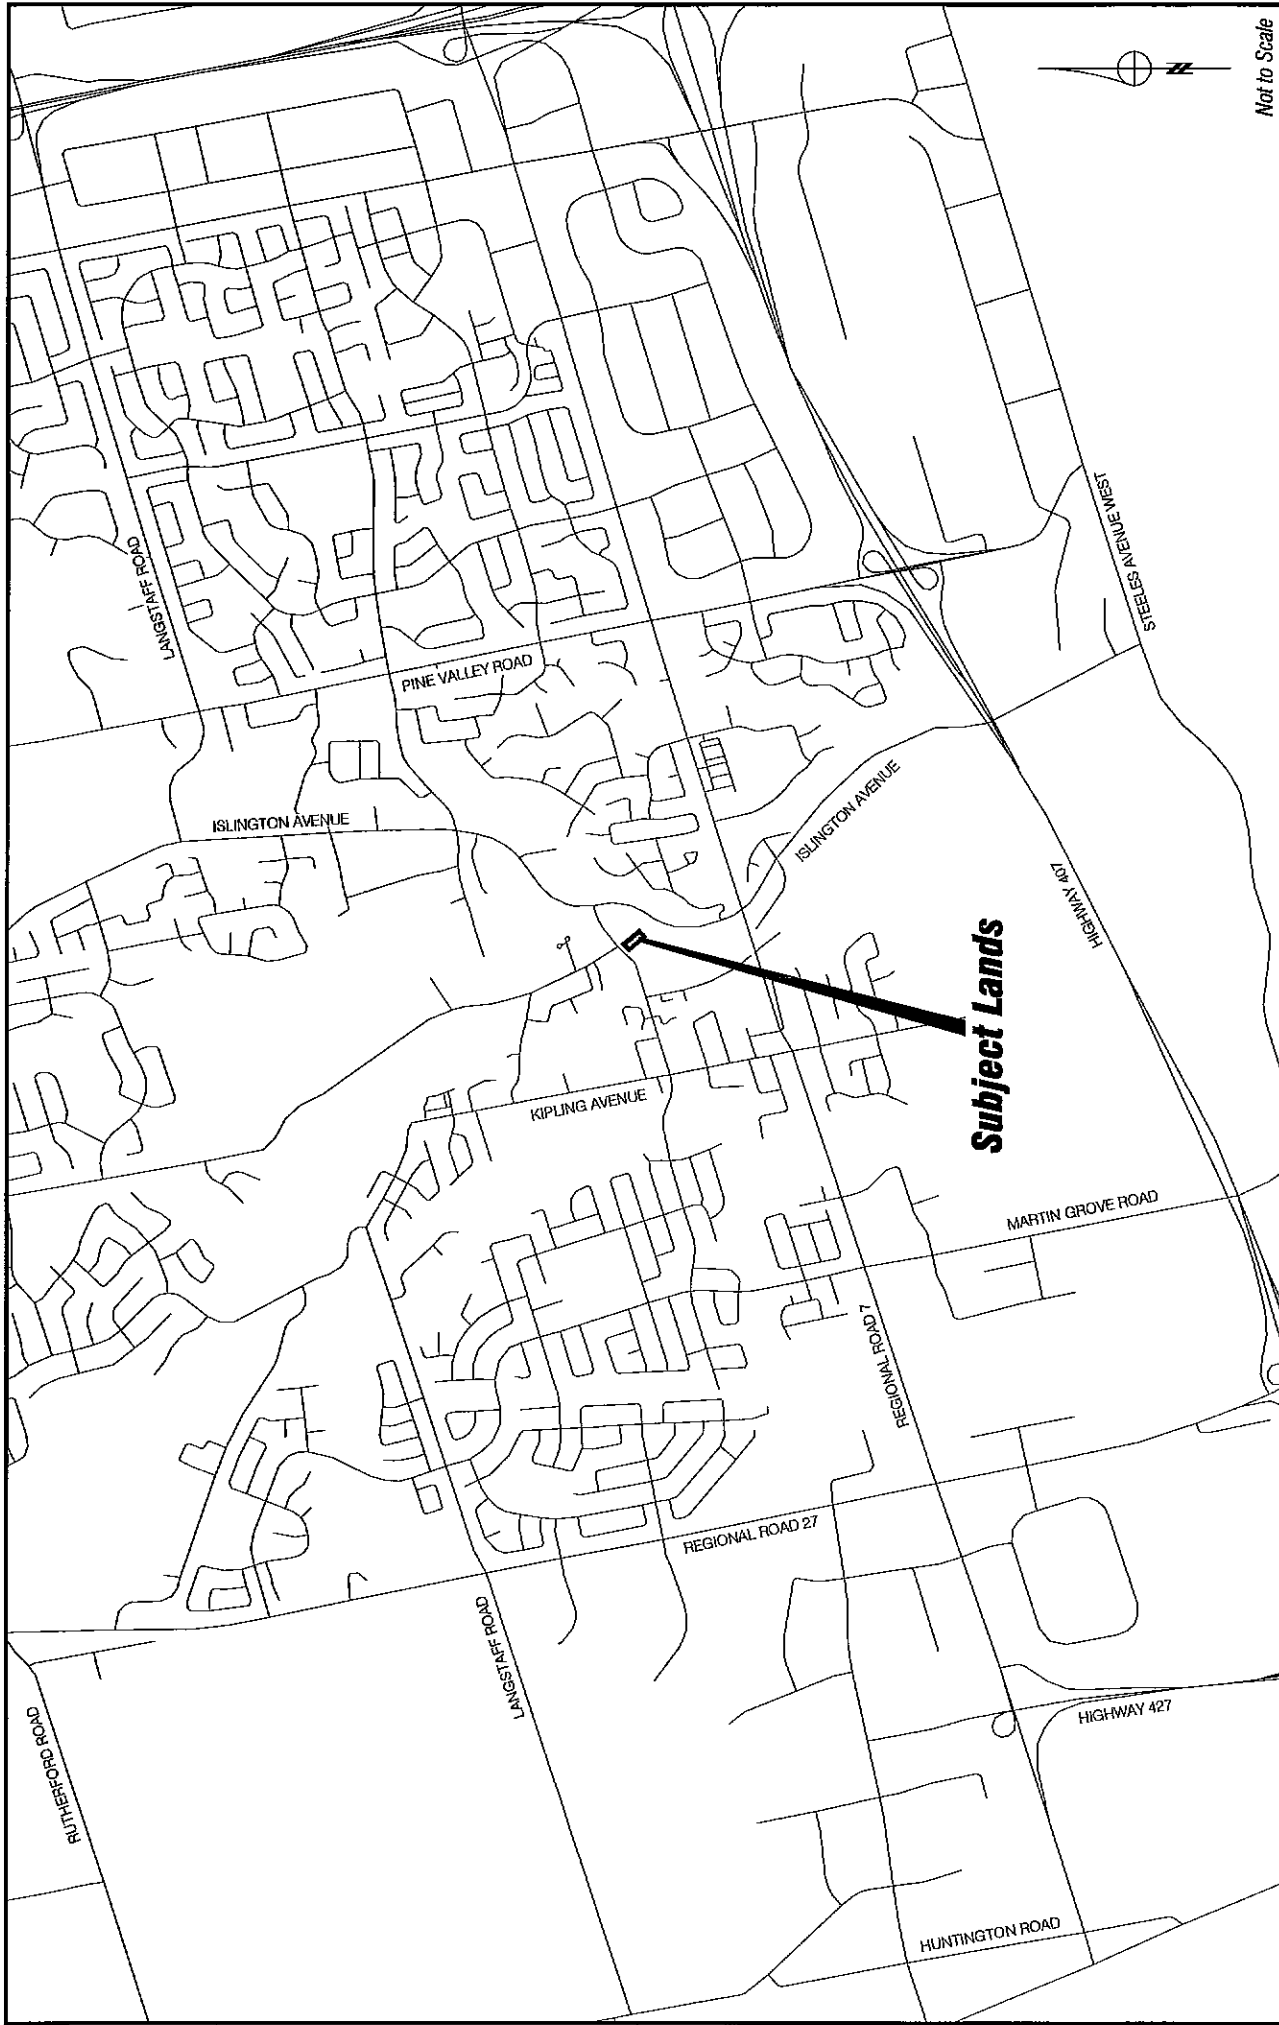 Not to Scale
LANGSTAFF ROAD
PINE VALLEY ROAD
STEELES AVENUE WEST
ISLINGTON AVENUE
ISLINGTON AVENUE
HIGHWAY 407
Subject Lands
KIPLING AVENUE
MARTIN GROVE ROAD
REGIONAL ROAD 7
REGIONAL ROAD 27
LANGSTAFF ROAD
RUTHERFORD ROAD
HIGHWAY 427
HUNTINGTON ROAD
N